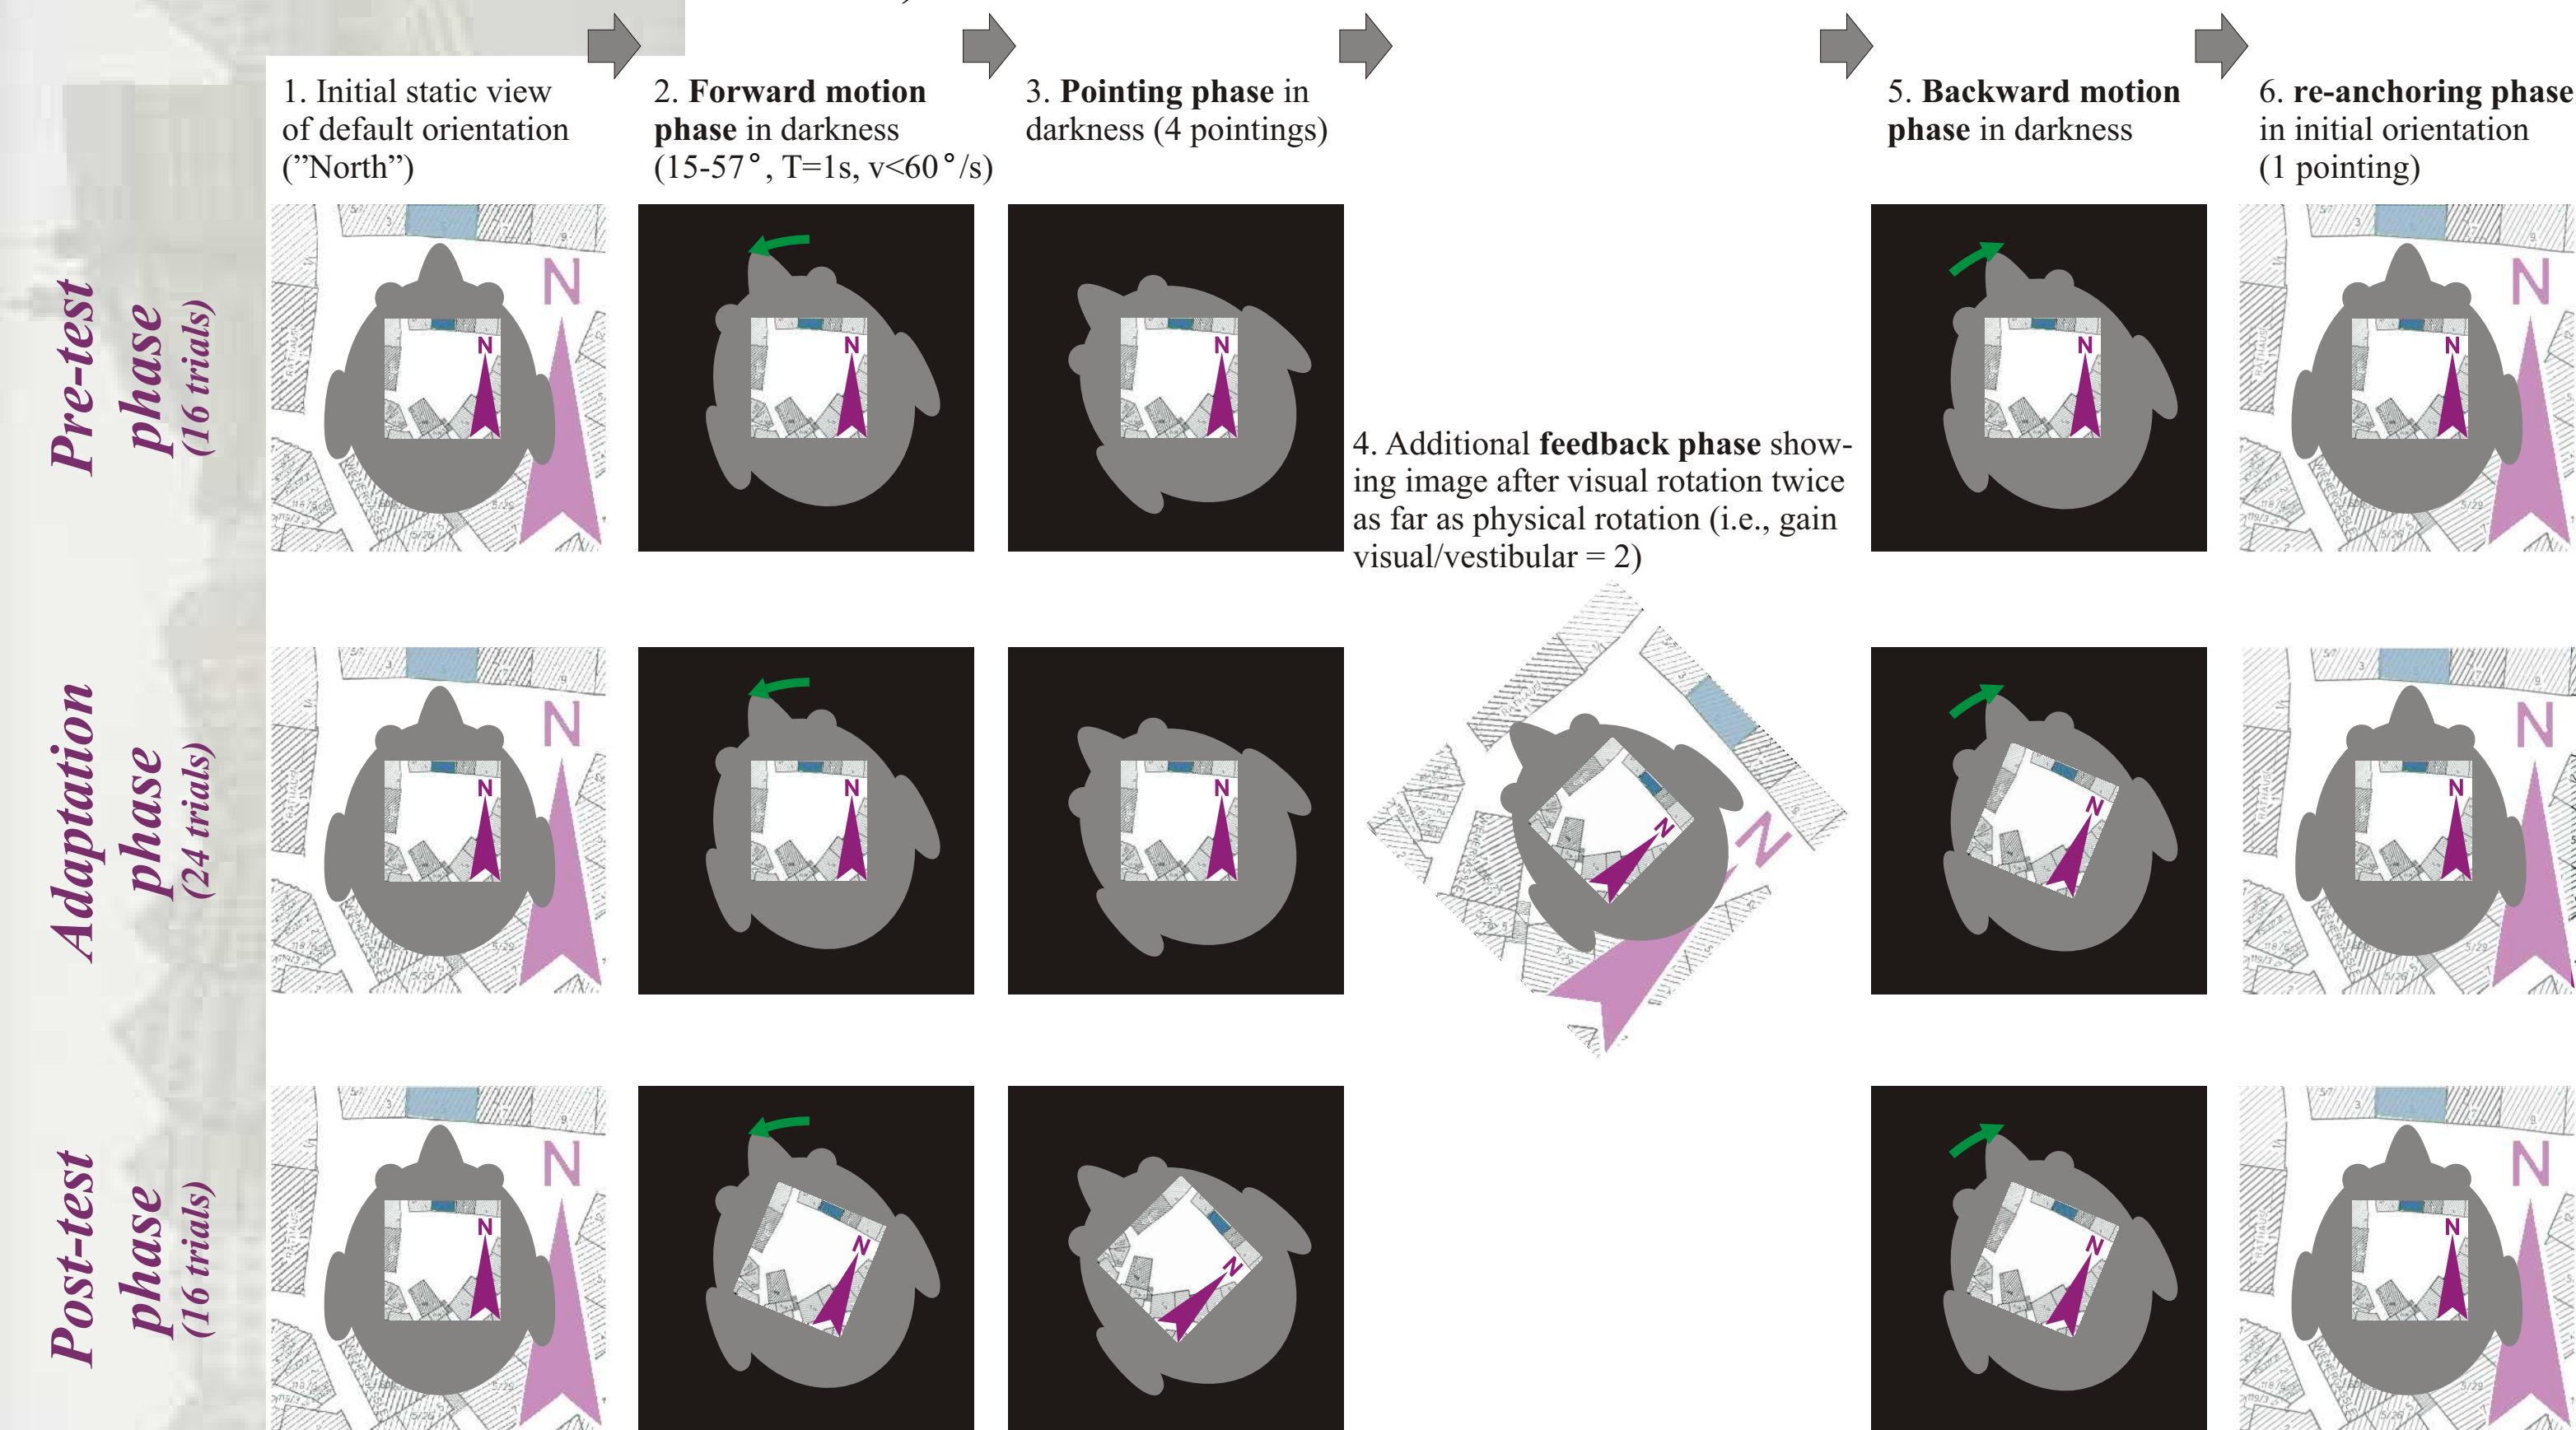 1. Initial static view
of default orientation
(”North”)
2. Forward motion
phase in darkness
(15-57°, T=1s, v<60°/s)
3. Pointing phase in
darkness (4 pointings)
4. Additional feedback phase show-
ing image after visual rotation twice
as far as physical rotation (i.e., gain
visual/vestibular = 2)
5. Backward motion
phase in darkness
6. re-anchoring phase
in initial orientation
(1 pointing)
Pre-test
phase
(16 trials)
N
N
N
N
N
N
N
Adaptation
phase
(24 trials)
N
N
N
N
N
N
N
N
N
Post-test
phase
(16 trials)
N
N
N
N
N
N
N